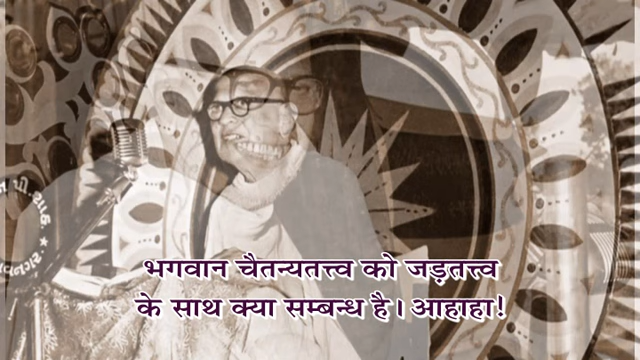 भगवान चैतन्यतत्त्व को जड़तत्त्व
के साथ क्या सम्बन्ध है। आहाहा!